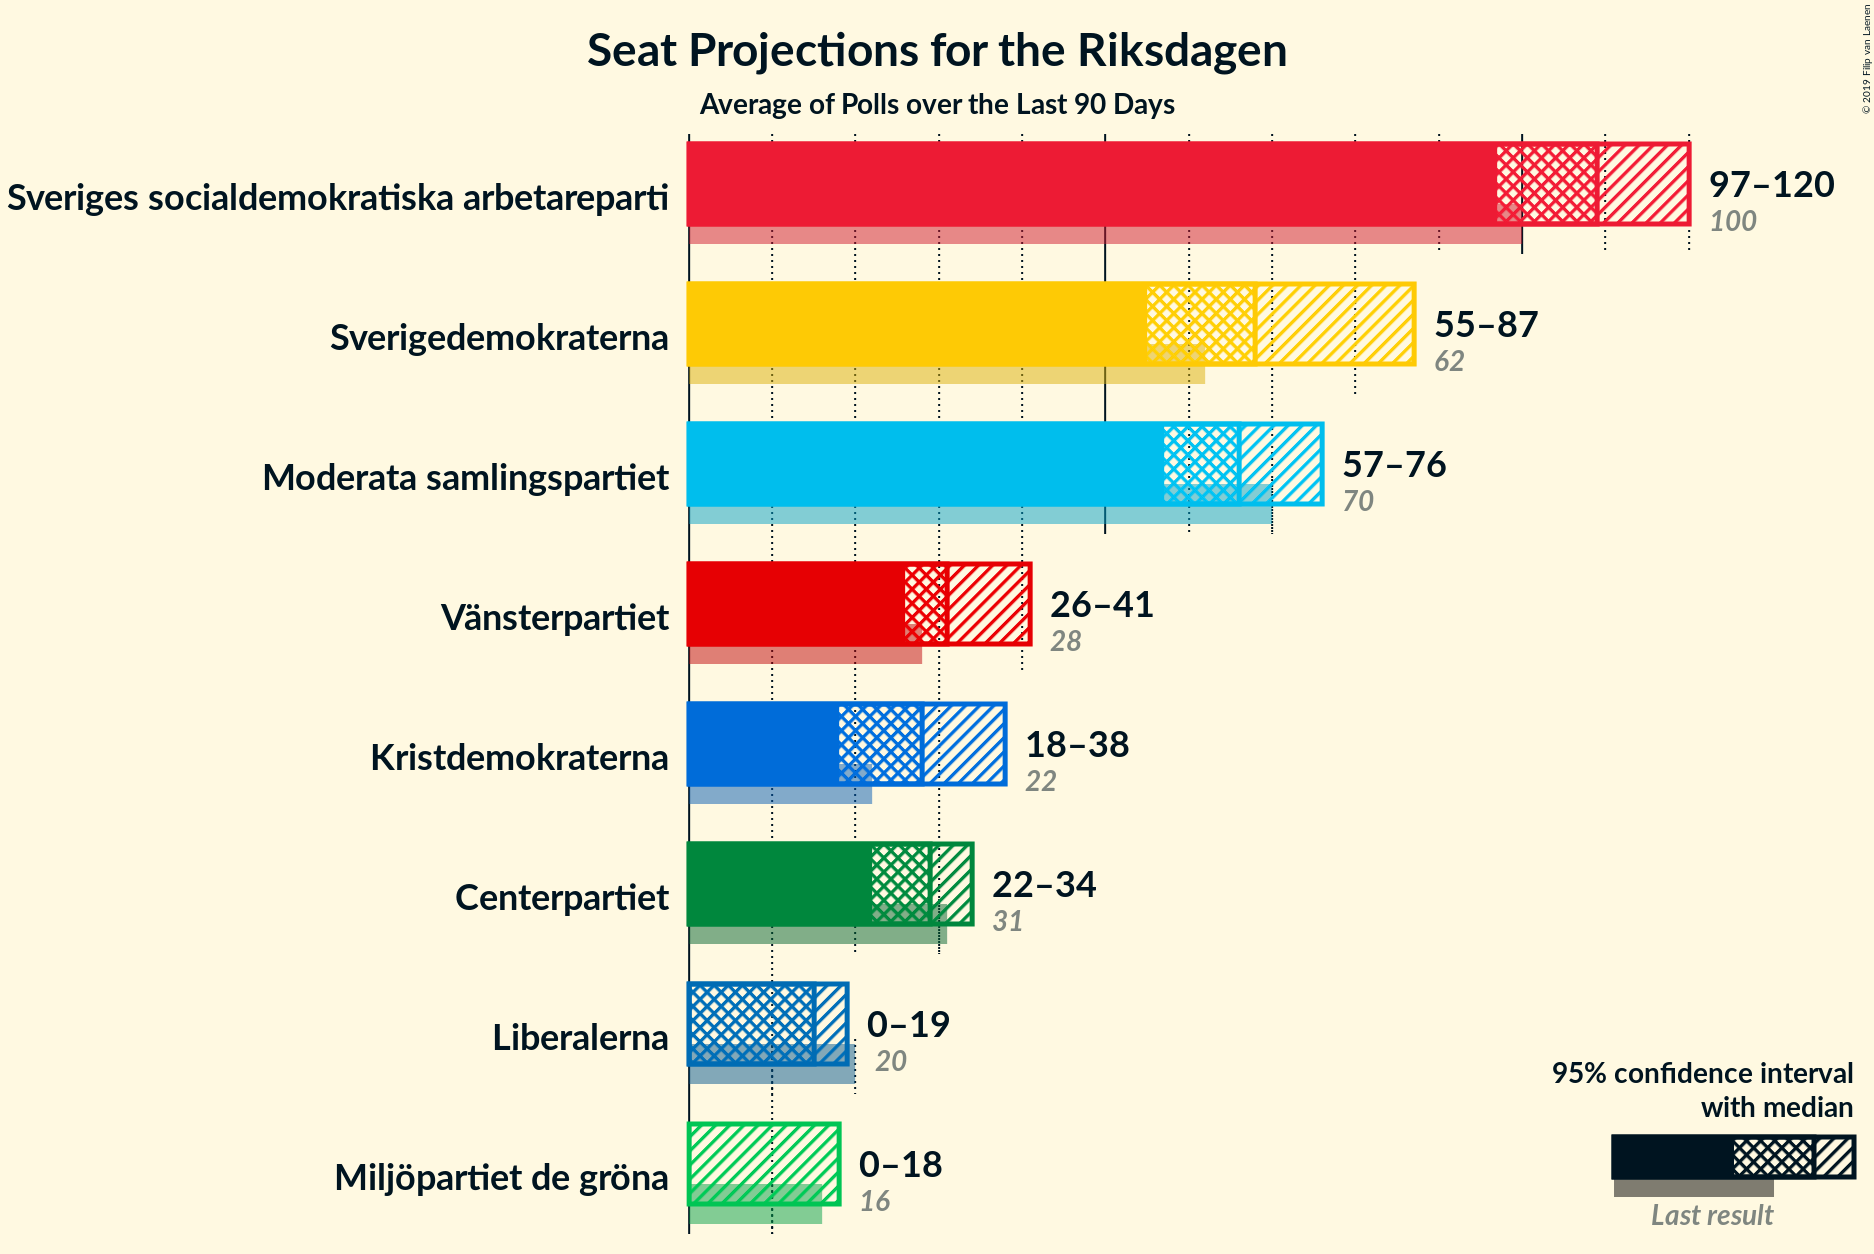 Seat Projections for the Riksdagen
Average of Polls over the Last 90 Days
© 2019 Filip van Laenen
Sveriges socialdemokratiska arbetareparti
97–120
100
Sverigedemokraterna
55–87
62
Moderata samlingspartiet
57–76
70
Vänsterpartiet
26–41
28
Kristdemokraterna
18–38
22
Centerpartiet
22–34
31
Liberalerna
0–19
20
Miljöpartiet de gröna
0–18
16
95% confidence interval
with median
Last result